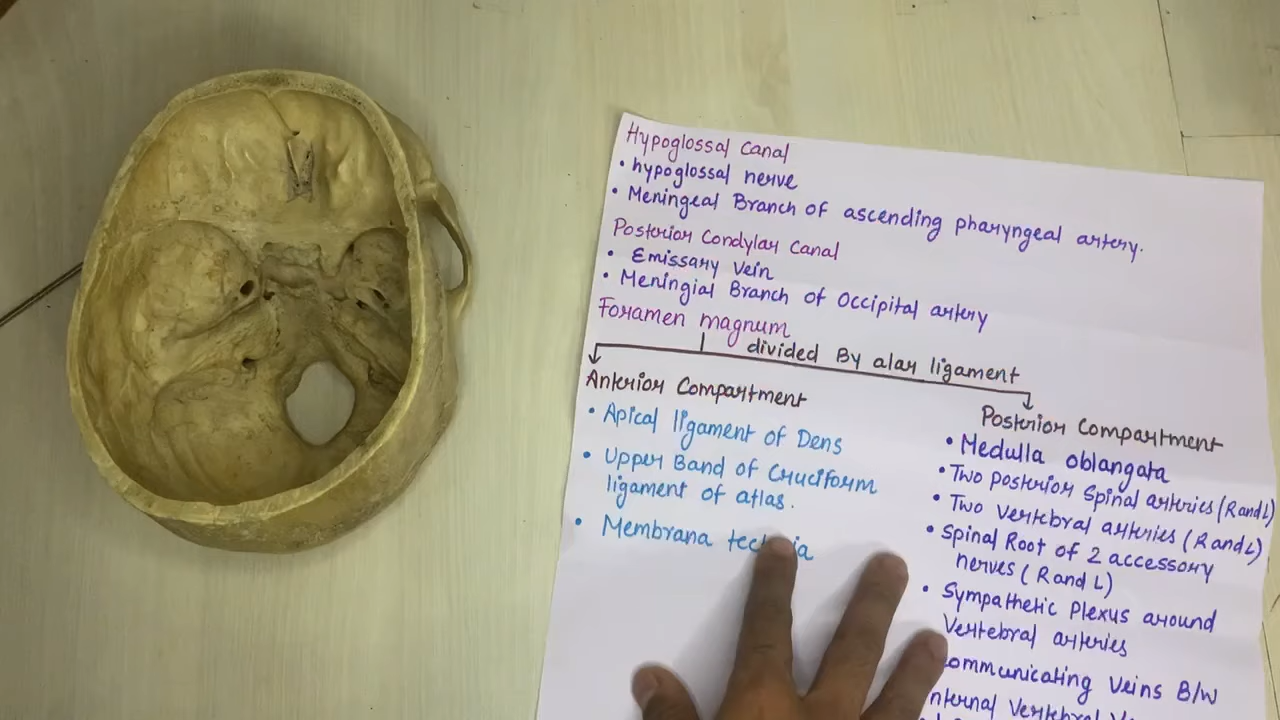 Hypoglossal Canal
• hypoglossal nerve
• Meningeal Branch of ascending pharyngeal artery.
Posterior Condylar Canal
• Emissary Vein
• Meningial Branch of Occipital artery
Foramen magnum
divided By alar ligament
Anterior Compartment
• Apical ligament of Dens
• Upper Band of Cruciform
ligament of atlas.
• Membrana
Posterior Compartment
• Medulla oblangata
• Two posterior Spinal arteries (R and L)
• Two vertebral arteries (R and L)
• Spinal Root of 2 accessory
nerves (R and L)
• Sympathetic Plexus around
Vertebral arteries
Veins B/w
Vertebral